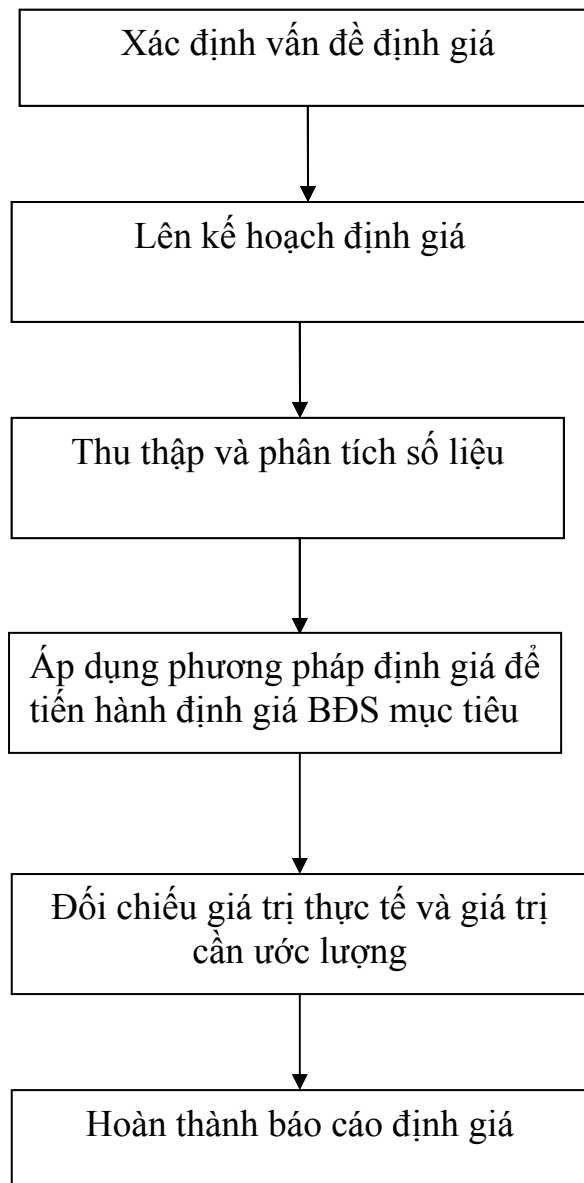 Xác định vấn đề định giá
Lên kế hoạch định giá
Thu thập và phân tích số liệu
Áp dụng phương pháp định giá để
tiến hành định giá BĐS mục tiêu
Đối chiếu giá trị thực tế và giá trị
cần ước lượng
Hoàn thành báo cáo định giá